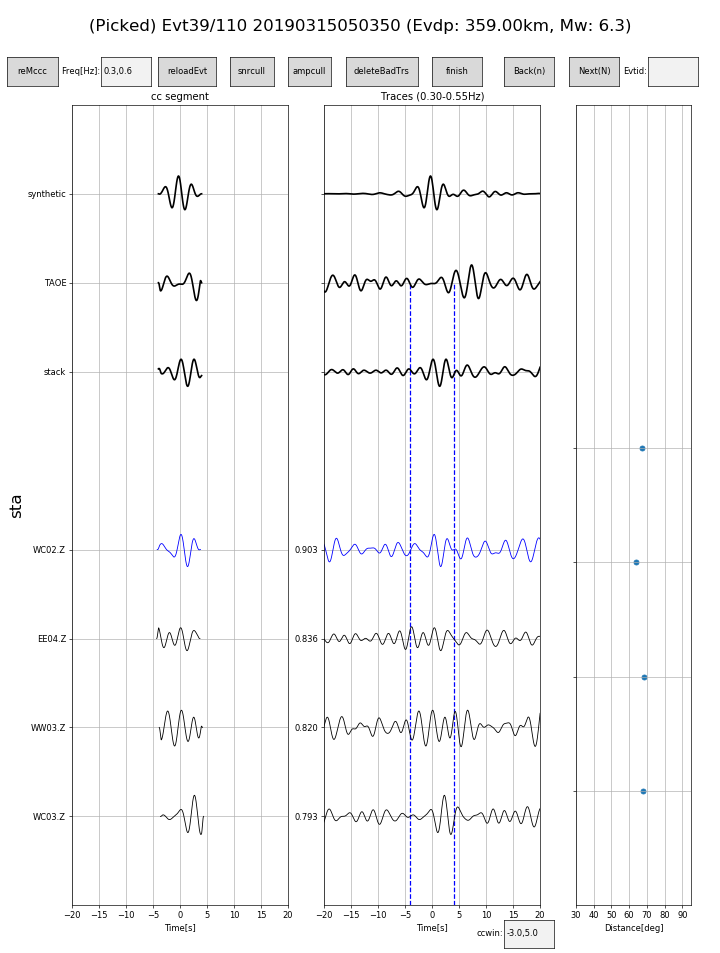 (Picked) Evt39/110 20190315050350 (Evdp: 359.00km, Mw: 6.3)
reMccc Freq[Hz]: 0.3,0.6 reloadEvt snrcull ampcull deleteBadTrs finish Back(n) Next(N) Evtid:
cc segment Traces (0.30-0.55Hz)
synthetic
TAOE
stack
sta
WC02.Z 0.903
EE04.Z 0.836
WW03.Z 0.820
WC03.Z 0.793
−20 −15 −10 −5 0 5 10 15 20 −20 −15 −10 −5 0 5 10 15 20 30 40 50 60 70 80 90
Time[s] Time[s] Distance[deg]
ccwin: -3.0,5.0